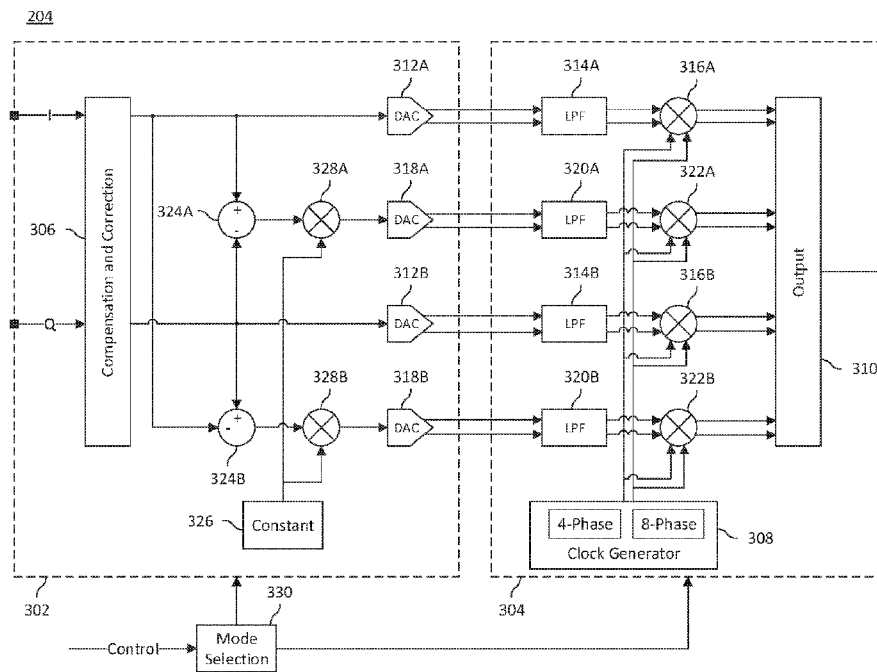 204
312A
314A
316A
I
DAC
LPF
328A
318A
320A
322A
324A
+
-
DAC
LPF
306
Compensation and Correction
312B
314B
316B
Q
DAC
LPF
Output
328B
318B
320B
322B
310
+
-
DAC
LPF
324B
326
Constant
4-Phase
8-Phase
Clock Generator
308
302
330
304
Control
Mode
Selection